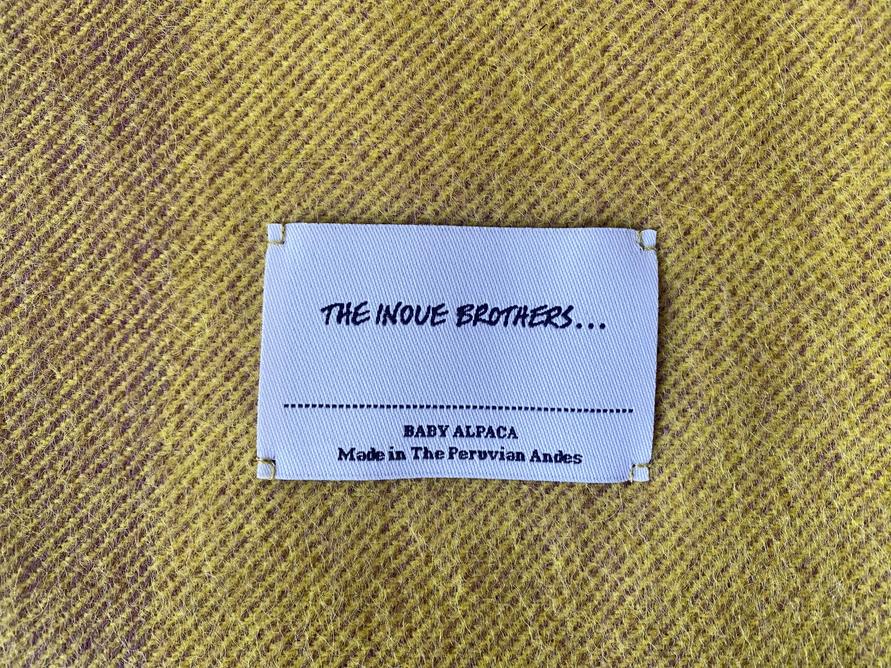 THE INOUE BROTHERS...
BABY ALPACA
Made in The Peruvian Andes